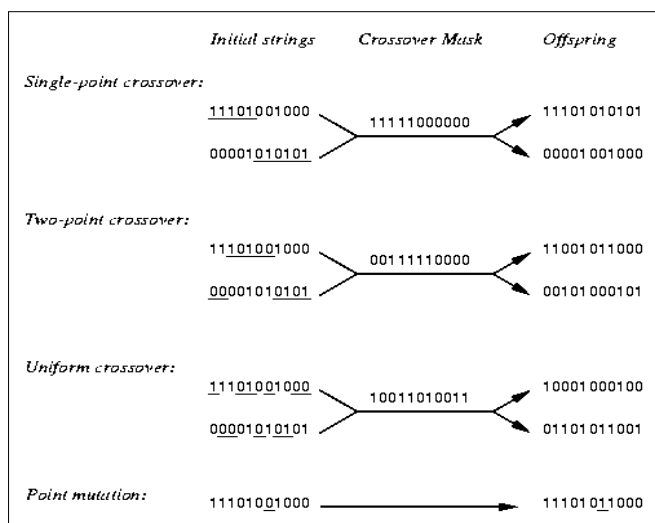 Initial strings Crossover Mask Offspring
Single-point crossover:
11101001000 11111000000 11101010101
00001010101 00001001000
Two-point crossover:
11101001000 00111110000 11001011000
00001010101 00101000101
Uniform crossover:
11101001000 10011010011 10001000100
00001010101 01101011001
Point mutation: 11101001000 11101011000